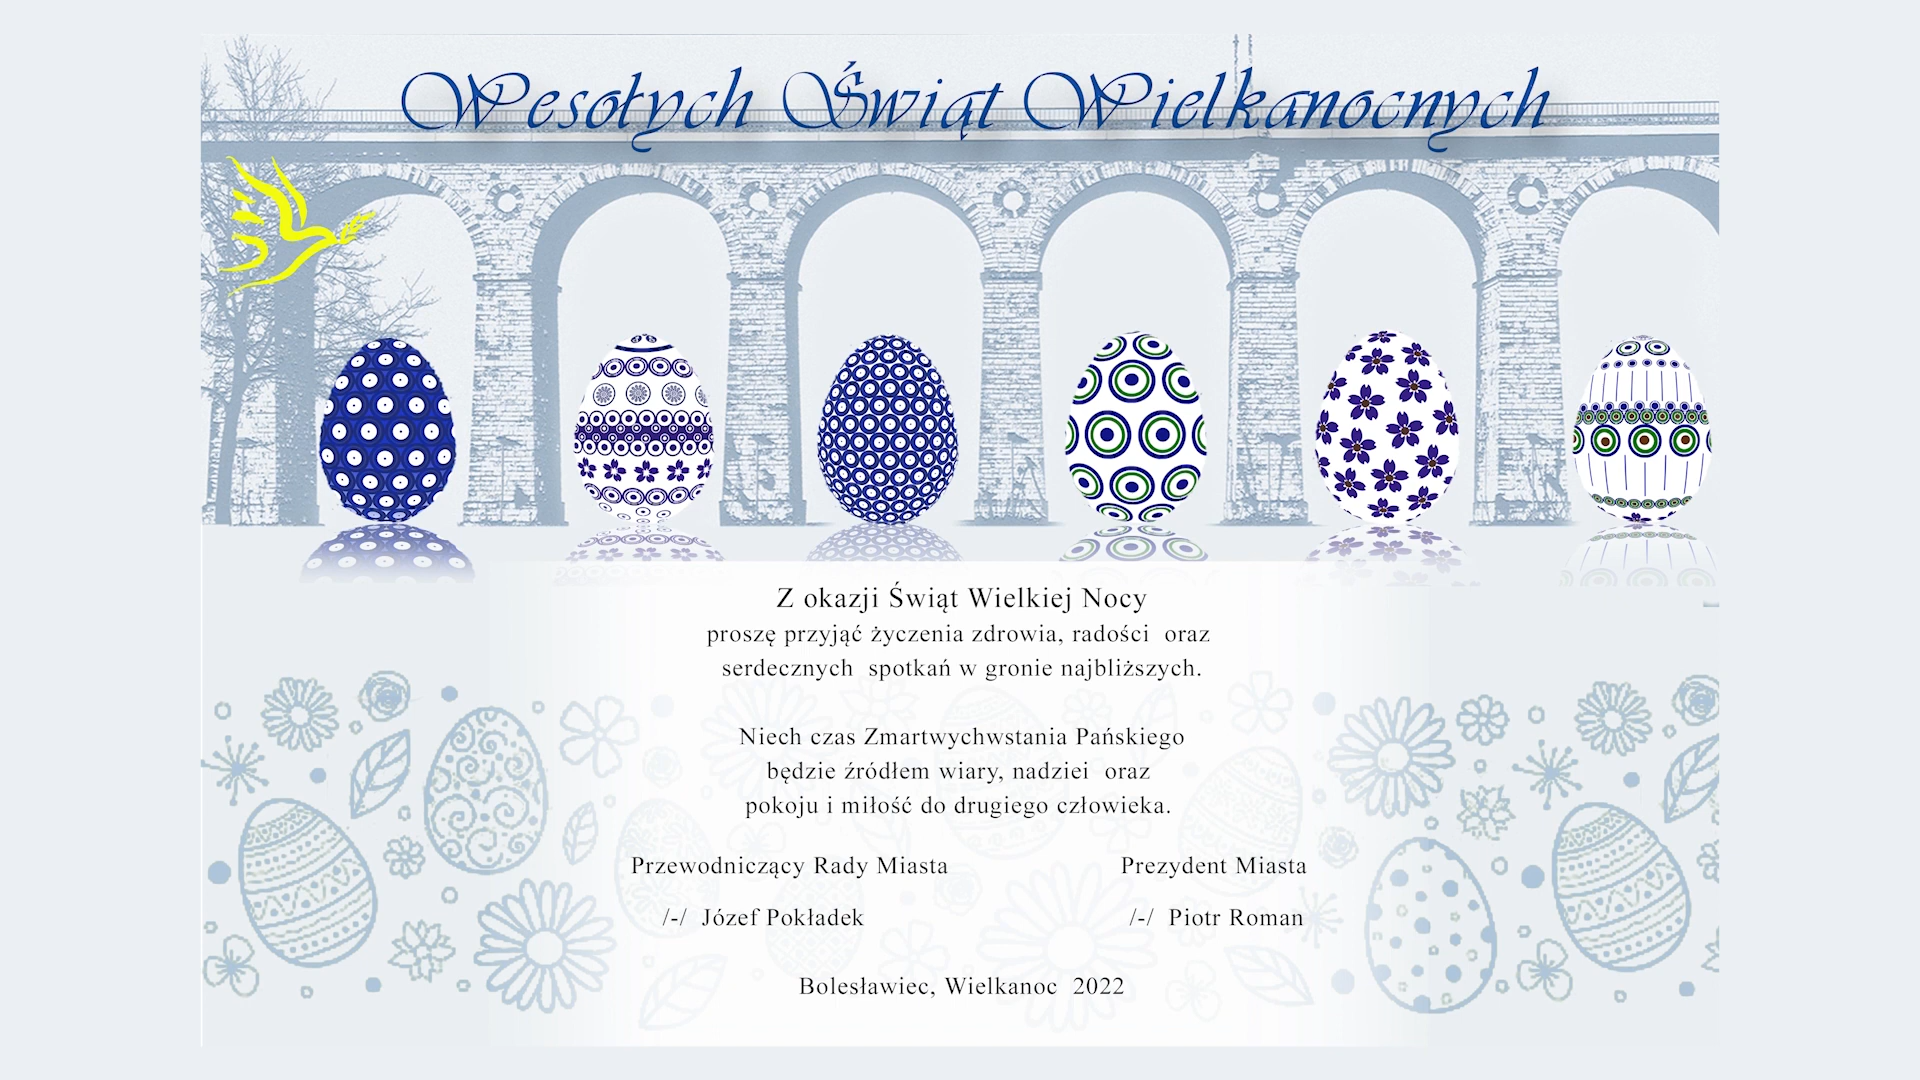 Wesołych Świąt Wielkanocnych
Z okazji Świąt Wielkiej Nocy
proszę przyjąć życzenia zdrowia, radości oraz
serdecznych spotkań w gronie najbliższych.
Niech czas Zmartwychwstania Pańskiego
będzie źródłem wiary, nadziei oraz
pokoju i miłość do drugiego człowieka.
Przewodniczący Rady Miasta
Prezydent Miasta
/-/ Józef Pokładek
/-/ Piotr Roman
Bolesławiec, Wielkanoc 2022